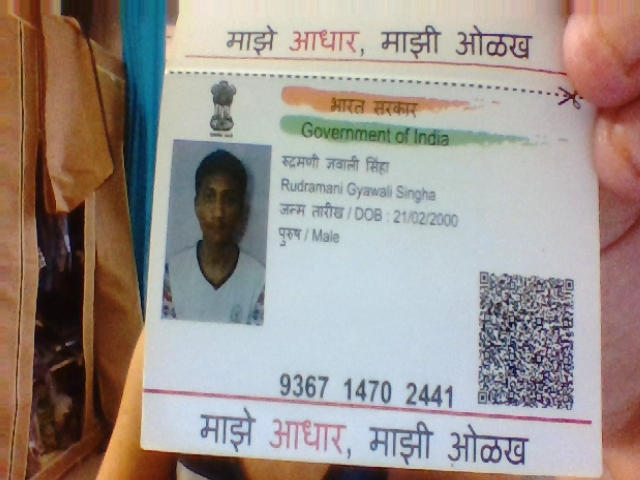 माझे आधार, माझी ओळख
भारत सरकार
Government of India
रुद्रमणी ज्ञवाली सिंहा
Rudramani Gyawali Singha
जन्म तारीख / DOB : 21/02/2000
पुरुष / Male
9367 1470 2441
माझे आधार, माझी ओळख